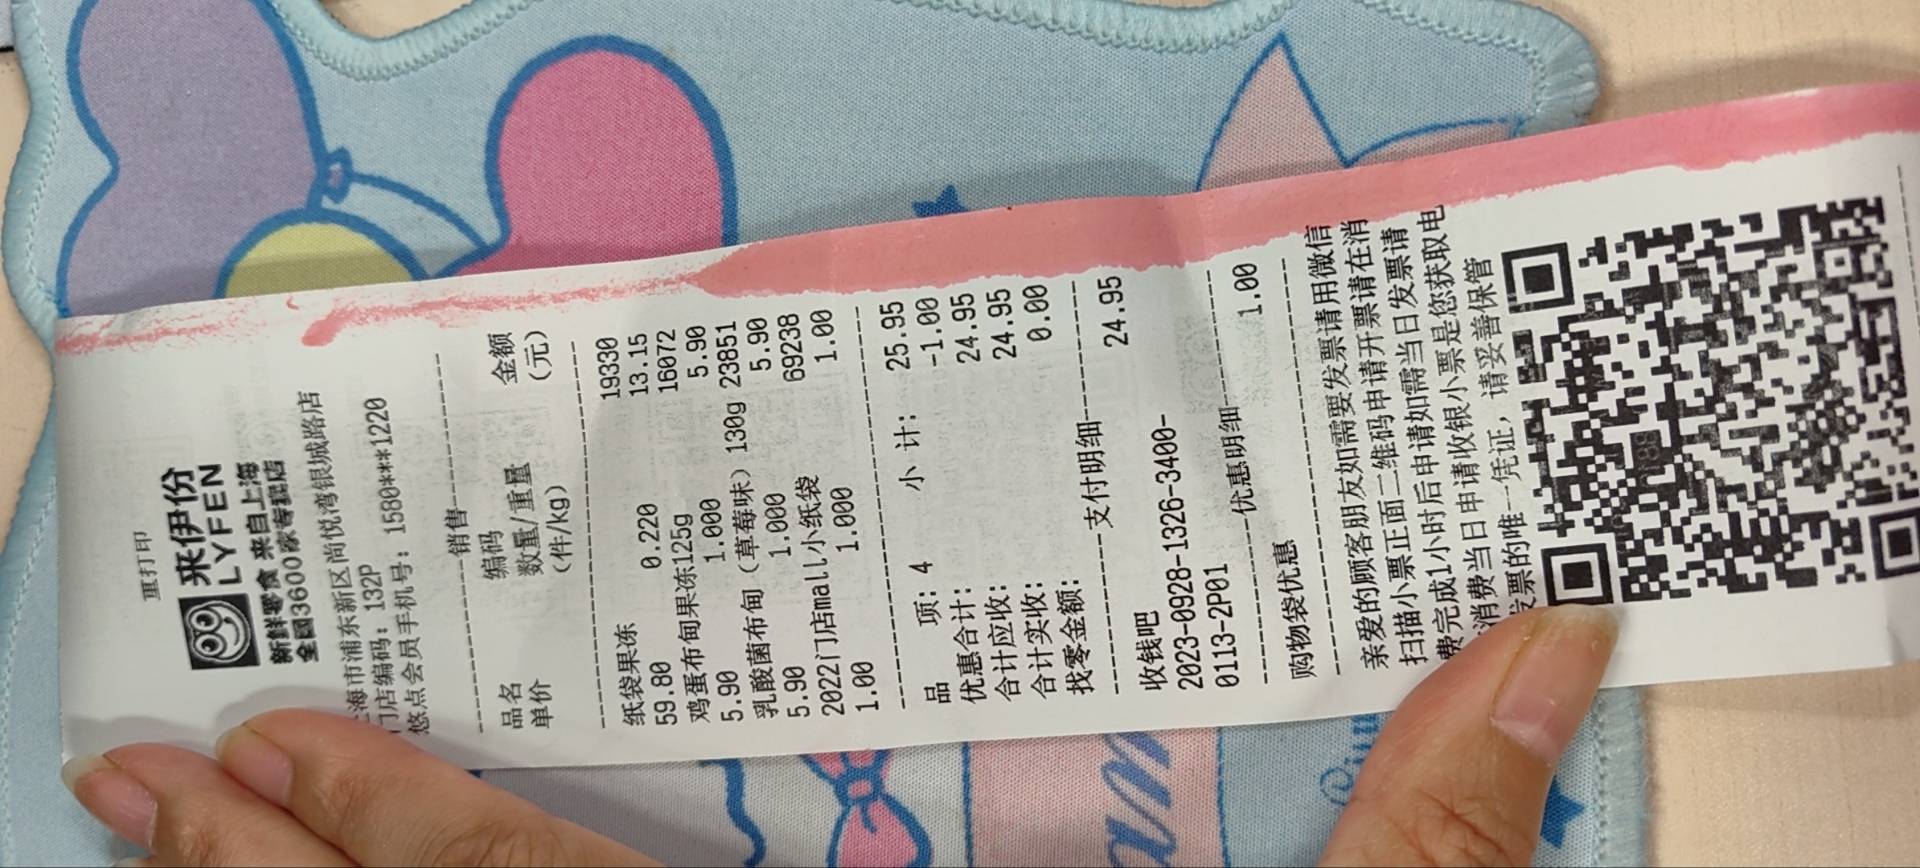 重打印
来伊份
LYFEN
新鲜零食 来自上海
全国3600家专营店
海市浦东新区尚悦湾银城路店
门店编码: 132P
悠点会员手机号: 1580***1220
销售
品名 编码 金额
单价 数量/重量 (元)
(件/kg)
纸袋果冻 19330
59.80 0.220 13.15
鸡蛋布甸果冻125g 16072
5.90 1.000 5.90
乳酸菌布甸 (草莓味) 130g 23851
5.90 1.000 5.90
2022门店mall小纸袋 69238
1.00 1.000 1.00
品 项: 4 小 计: 25.95
优惠合计: -1.00
合计应收: 24.95
合计实收: 24.95
找零金额: 0.00
支付明细
收钱吧 24.95
2023-0928-1326-3400-
0113-2P01
优惠明细
购物袋优惠 1.00
亲爱的顾客朋友如需要发票请用微信
扫描小票正面二维码申请开票请在消
费完成1小时后申请如需当日发票请
消费当日申请收银小票是您获取电
发票的唯一凭证, 请妥善保管